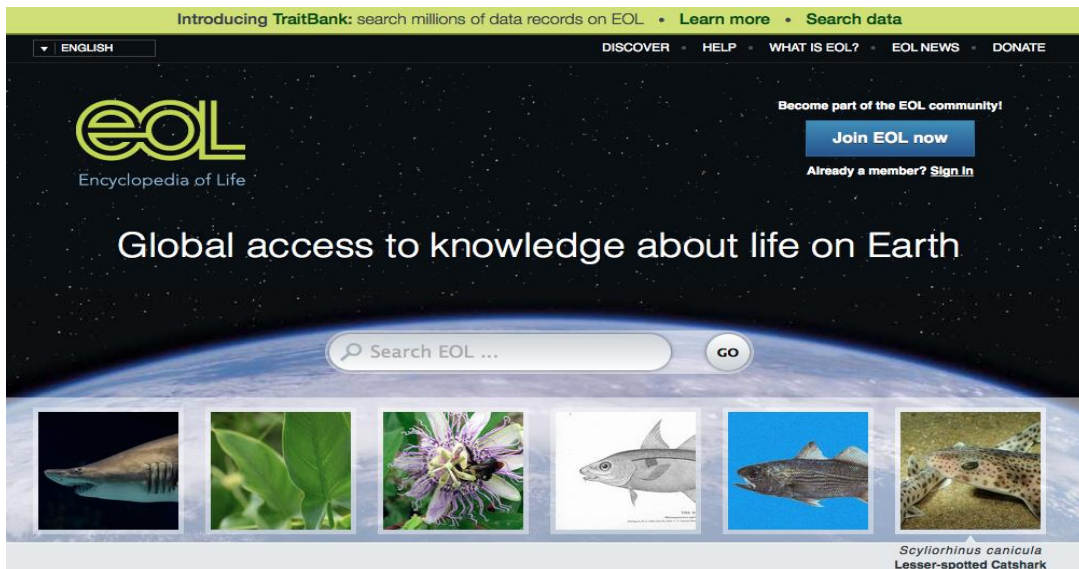 Introducing TraitBank: search millions of data records on EOL • Learn more • Search data
ENGLISH
DISCOVER
HELP
WHAT IS EOL?
EOL NEWS
DONATE
eol
Encyclopedia of Life
Become part of the EOL community!
Join EOL now
Already a member? Sign In
Global access to knowledge about life on Earth
Search EOL ...
GO
Scyliorhinus canicula
Lesser-spotted Catshark